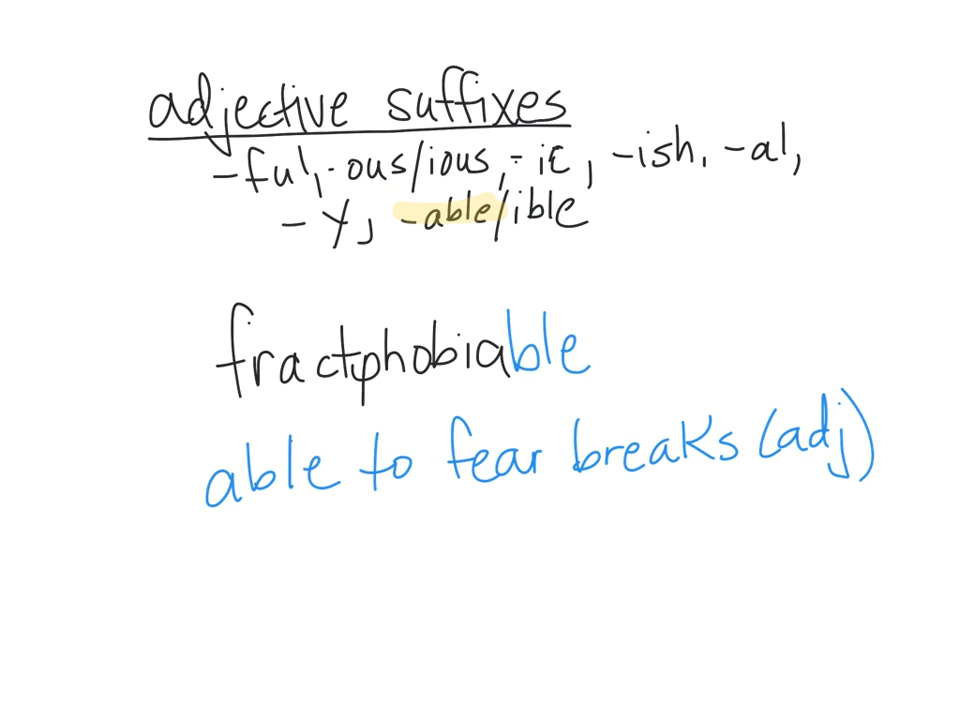 adjective suffixes
-ful, -ous/ious, -ic, -ish, -al,
-y, -able/ible
fractphobiable
able to fear breaks (adj)